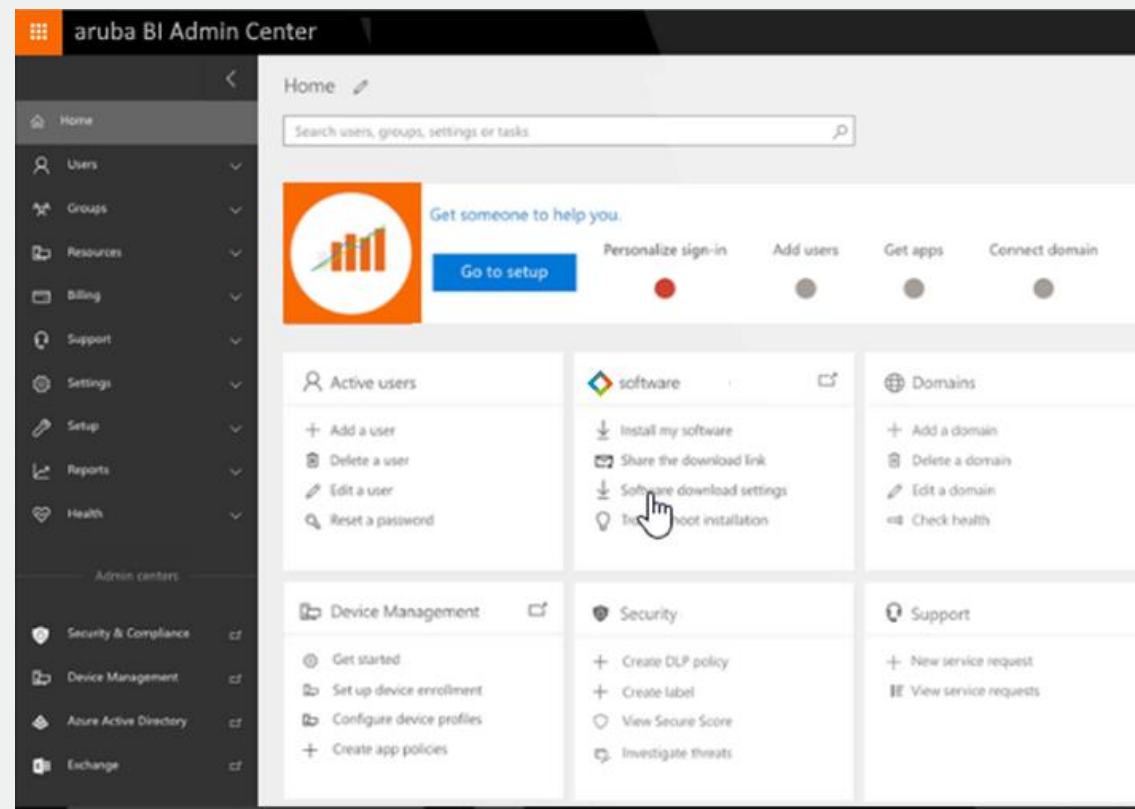 aruba BI Admin Center
Home
Search users, groups, settings or tasks
Home
Users
Groups
Resources
Billing
Support
Settings
Setup
Reports
Health
Admin centers
Security & Compliance
Device Management
Azure Active Directory
Exchange
Get someone to help you.
Go to setup
Personalize sign-in
Add users
Get apps
Connect domain
Active users
Add a user
Delete a user
Edit a user
Reset a password
software
Install my software
Share the download link
Software download settings
installation
Domains
Add a domain
Delete a domain
Edit a domain
Check health
Device Management
Get started
Set up device enrollment
Configure device profiles
Create app policies
Security
Create DLP policy
Create label
View Secure Score
Investigate threats
Support
New service request
View service requests